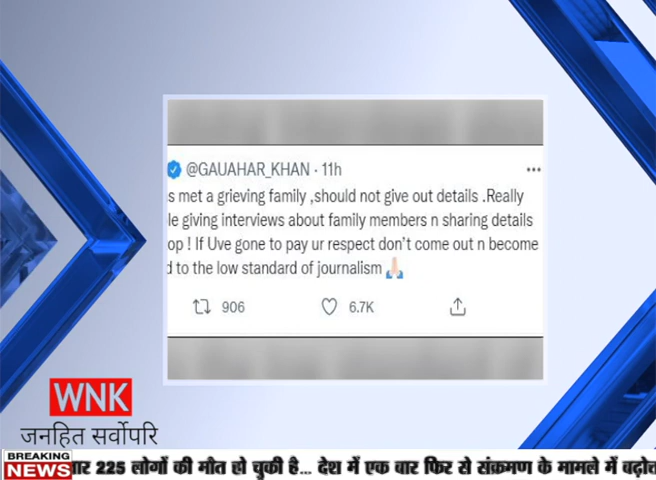 @GAUAHAR_KHAN · 11h
s met a grieving family ,should not give out details .Really
le giving interviews about family members n sharing details
op ! If Uve gone to pay ur respect don't come out n become
d to the low standard of journalism 🙏🏻
906 6.7K
WNK
जनहित सर्वोपरि
BREAKING
NEWS
225 लोगों की मौत हो चुकी है... देश में एक बार फिर से संक्रमण के मामले में